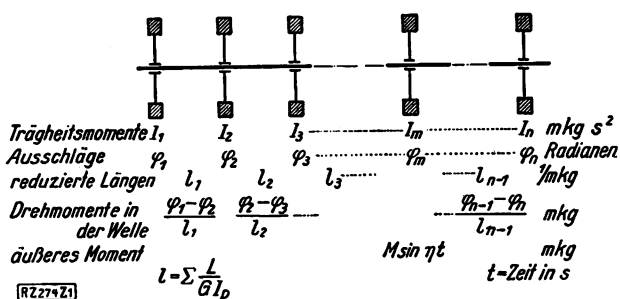 Trägheitsmomente I₁ I₂ I₃ I_m I_n mkg s²
Ausschläge φ₁ φ₂ φ₃ φ_m φ_n Radianen
reduzierte Längen l₁ l₂ l₃ l_{n-1} 1/mkg
Drehmomente in der Welle (φ₁-φ₂)/l₁ (φ₂-φ₃)/l₂ (φ_{n-1}-φ_n)/l_{n-1} mkg
äußeres Moment M sin ηt mkg
l=Σ L/(G I_D) t=Zeit in s
RZ274Z1